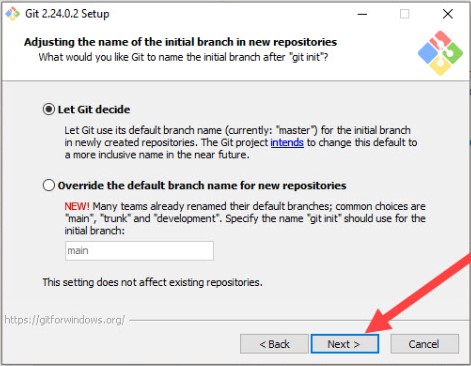 Git 2.24.0.2 Setup
Adjusting the name of the initial branch in new repositories
What would you like Git to name the initial branch after "git init"?
Let Git decide
Let Git use its default branch name (currently: "master") for the initial branch
in newly created repositories. The Git project intends to change this default to
a more inclusive name in the near future.
Override the default branch name for new repositories
NEW! Many teams already renamed their default branches; common choices are
"main", "trunk" and "development". Specify the name "git init" should use for the
initial branch:
main
This setting does not affect existing repositories.
https://gitforwindows.org/
< Back
Next >
Cancel